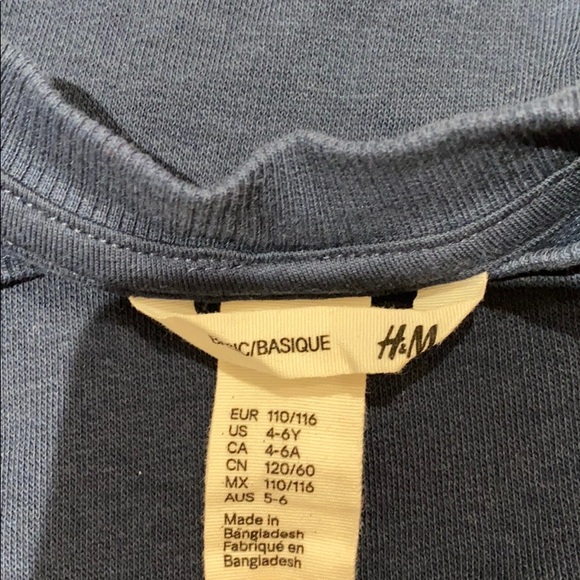 BASIC/BASIQUE H&M
EUR 110/116
US 4-6Y
CA 4-6A
CN 120/60
MX 110/116
AUS 5-6
Made in
Bangladesh
Fabriqué en
Bangladesh